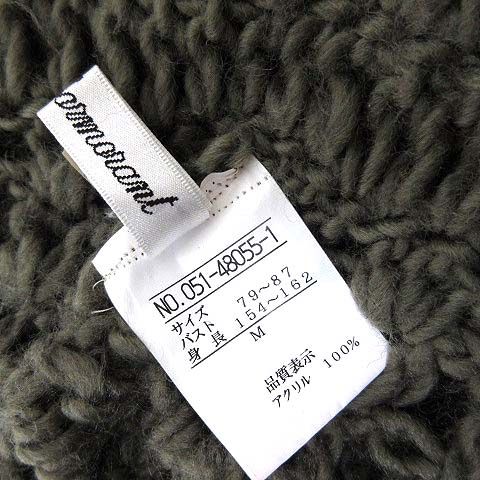 ormorant
NO. 051-48055-1
サイズ
バスト 79～87
身長 154～162
M
品質表示
アクリル 100%